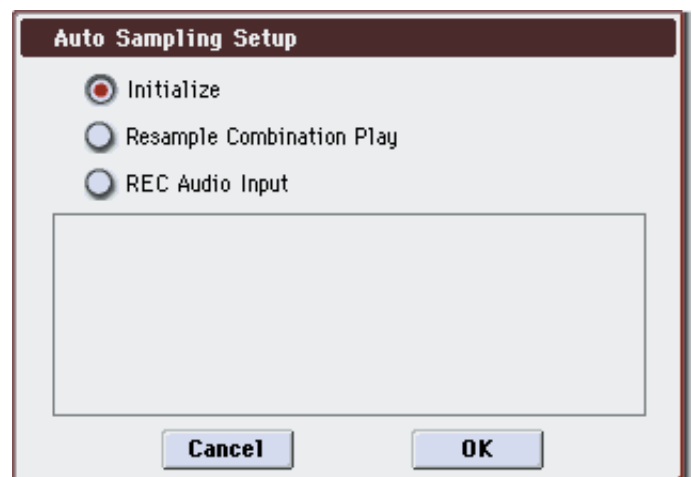 Auto Sampling Setup
Initialize
Resample Combination Play
REC Audio Input
Cancel OK